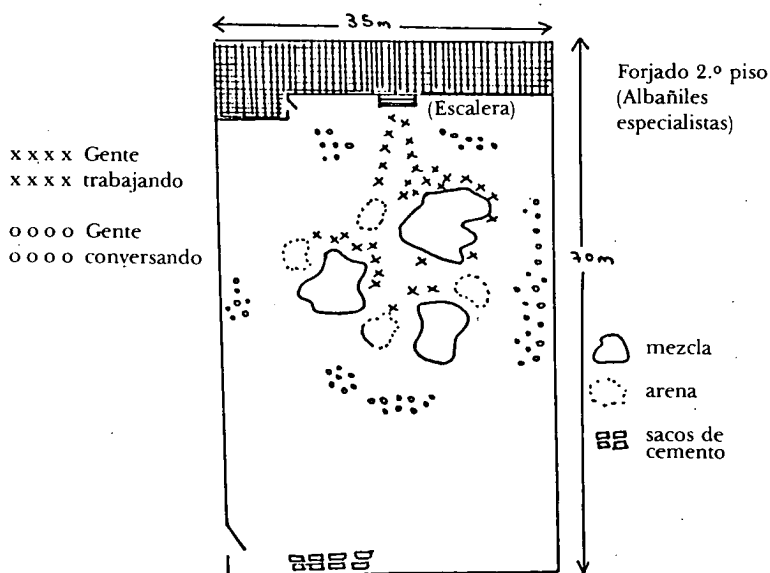 35m
Forjado 2.º piso
(Albañiles
especialistas)
(Escalera)
x x x x Gente
x x x x trabajando
o o o o Gente
o o o o conversando
70m
mezcla
arena
sacos de
cemento